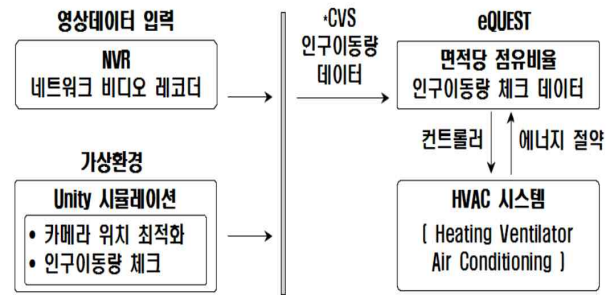 영상데이터 입력
NVR
네트워크 비디오 레코더
가상환경
Unity 시뮬레이션
• 카메라 위치 최적화
• 인구이동량 체크
*CVS
인구이동량
데이터
eQUEST
면적당 점유비율
인구이동량 체크 데이터
컨트롤러
에너지 절약
HVAC 시스템
[ Heating Ventilator
Air Conditioning ]